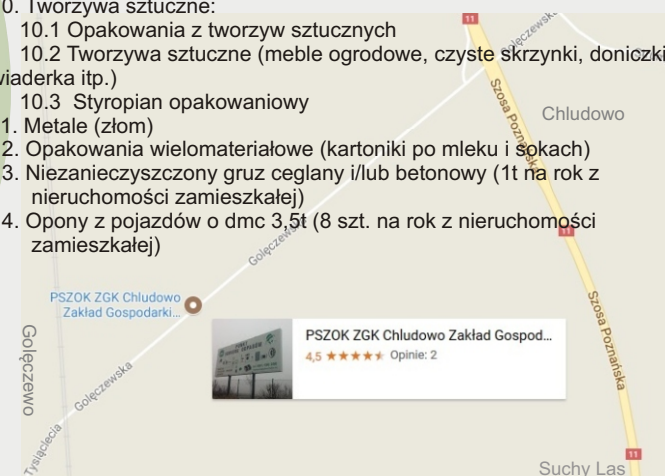 0. Tworzywa sztuczne:
10.1 Opakowania z tworzyw sztucznych
10.2 Tworzywa sztuczne (meble ogrodowe, czyste skrzynki, doniczki
wiaderka itp.)
10.3 Styropian opakowaniowy
1. Metale (złom)
2. Opakowania wielomateriałowe (kartoniki po mleku i sokach)
3. Niezanieczyszczony gruz ceglany i/lub betonowy (1t na rok z
nieruchomości zamieszkałej)
4. Opony z pojazdów o dmc 3,5t (8 szt. na rok z nieruchomości
zamieszkałej)
11
Golęczewska
Szosa Poznańska
Chludowo
11
Golęczewska
PSZOK ZGK Chludowo
Zakład Gospodarki...
PSZOK ZGK Chludowo Zakład Gospod...
4,5 Opinie: 2
Szosa Poznańska
Golęczewo
Golęczewska
Tysiąclecia
11
Suchy Las